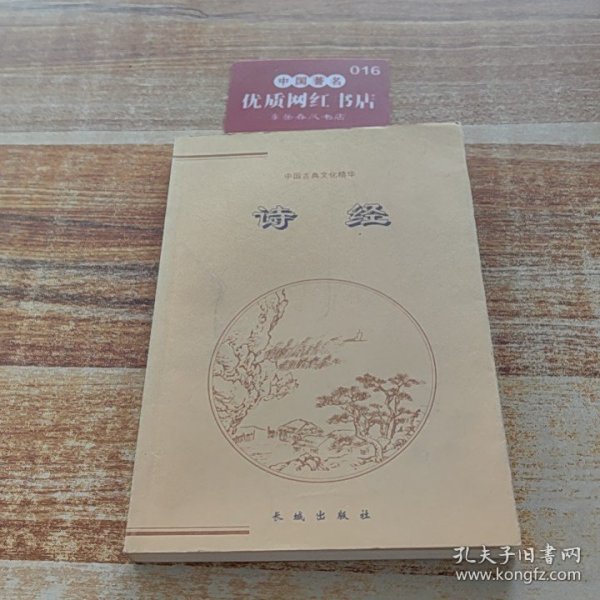 016
中国著名
优质网红书店
中国古典文化精华
诗经
长城出版社
孔夫子旧书网
www.kongfz.com